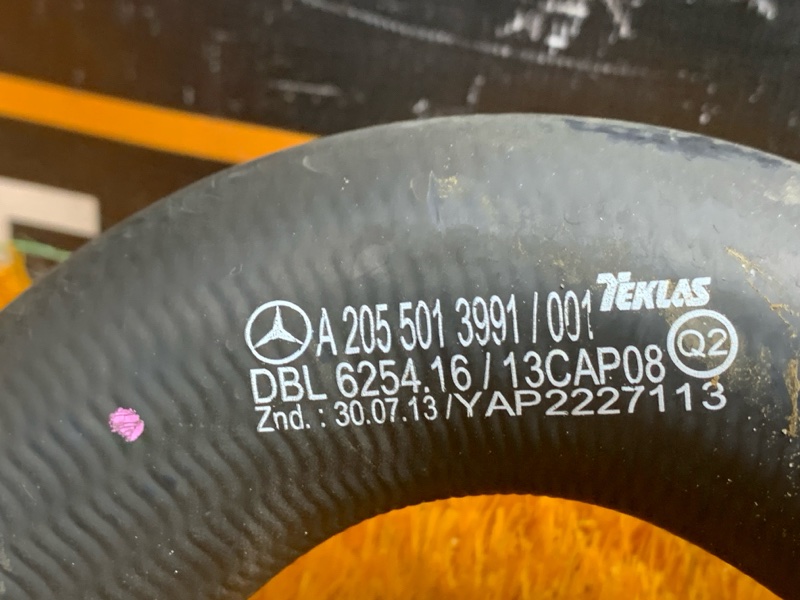 TEKLAS
A 205 501 3991 / 001
Q2
DBL 6254.16 / 13CAP08
Znd. : 30.07.13 / YAP2227113